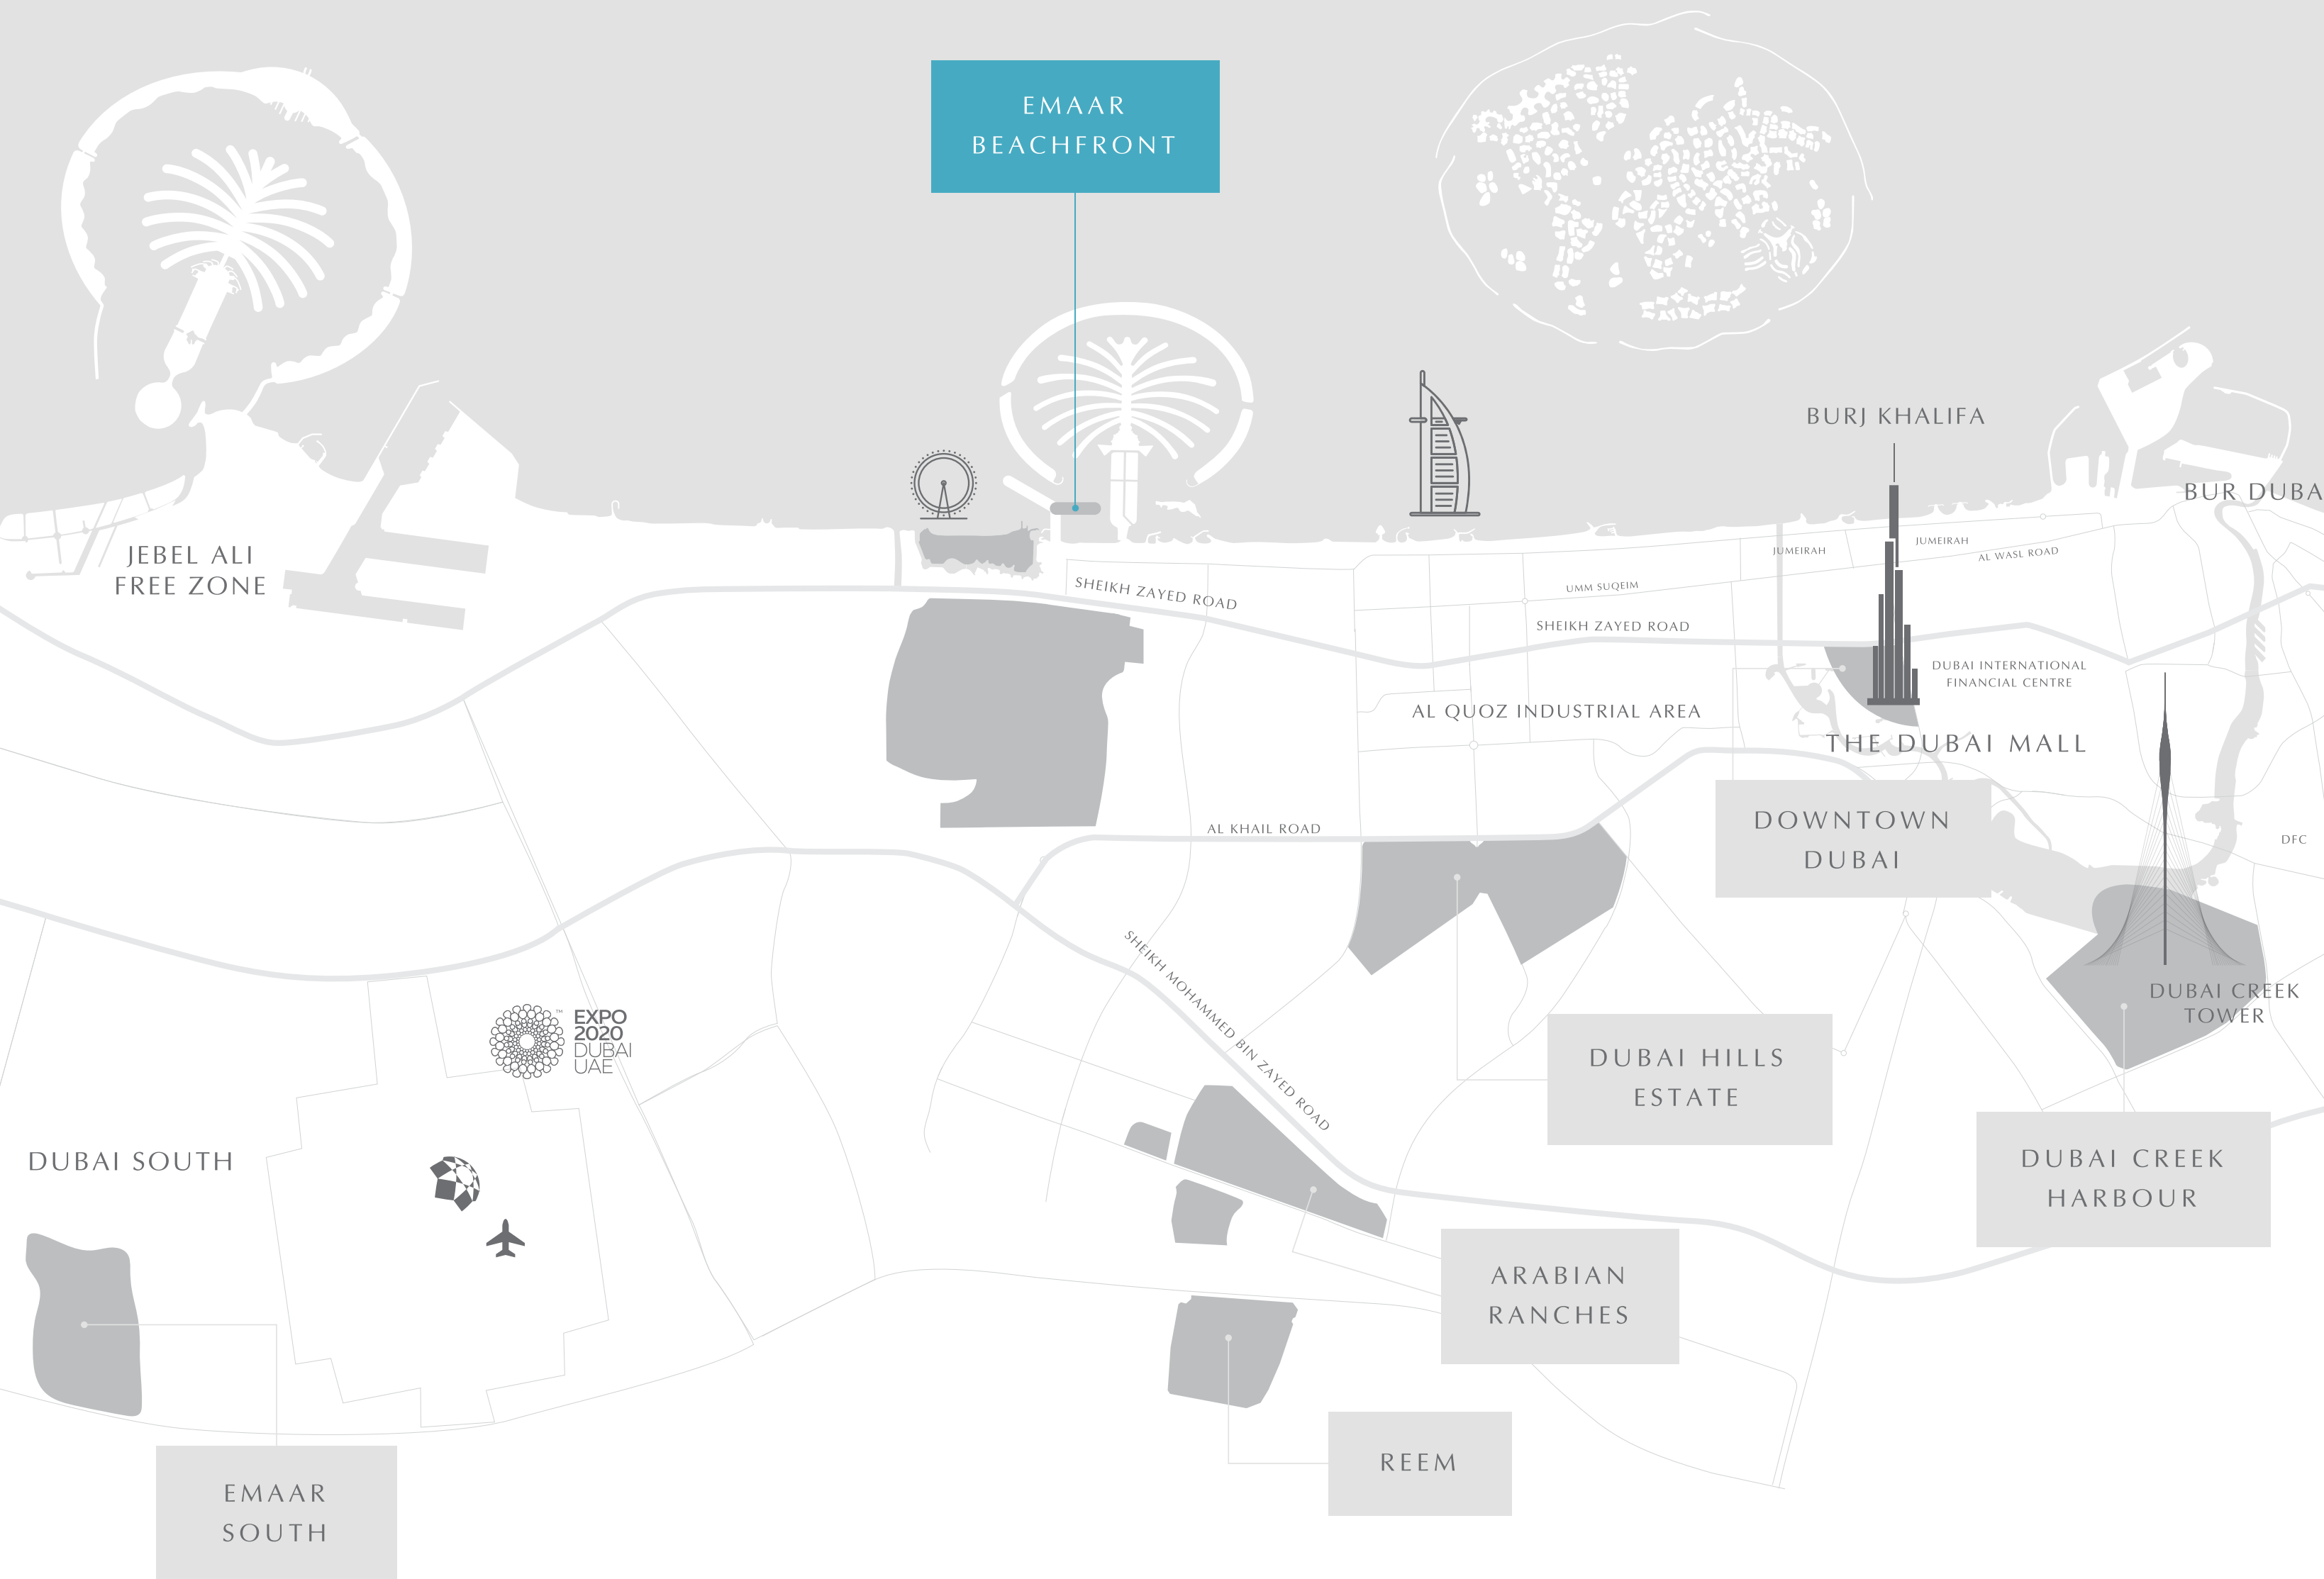 EMAAR
BEACHFRONT
BURJ KHALIFA
BUR DUBA
JEBEL ALI
FREE ZONE
JUMEIRAH
JUMEIRAH
AL WASL ROAD
SHEIKH ZAYED ROAD
UMM SUQEIM
SHEIKH ZAYED ROAD
DUBAI INTERNATIONAL
FINANCIAL CENTRE
AL QUOZ INDUSTRIAL AREA
THE DUBAI MALL
DOWNTOWN
DUBAI
AL KHAIL ROAD
DFC
SHEIKH MOHAMMED BIN ZAYED ROAD
DUBAI CREEK
TOWER
EXPO
2020
DUBAI
UAE
TM
DUBAI HILLS
ESTATE
DUBAI SOUTH
DUBAI CREEK
HARBOUR
ARABIAN
RANCHES
REEM
EMAAR
SOUTH